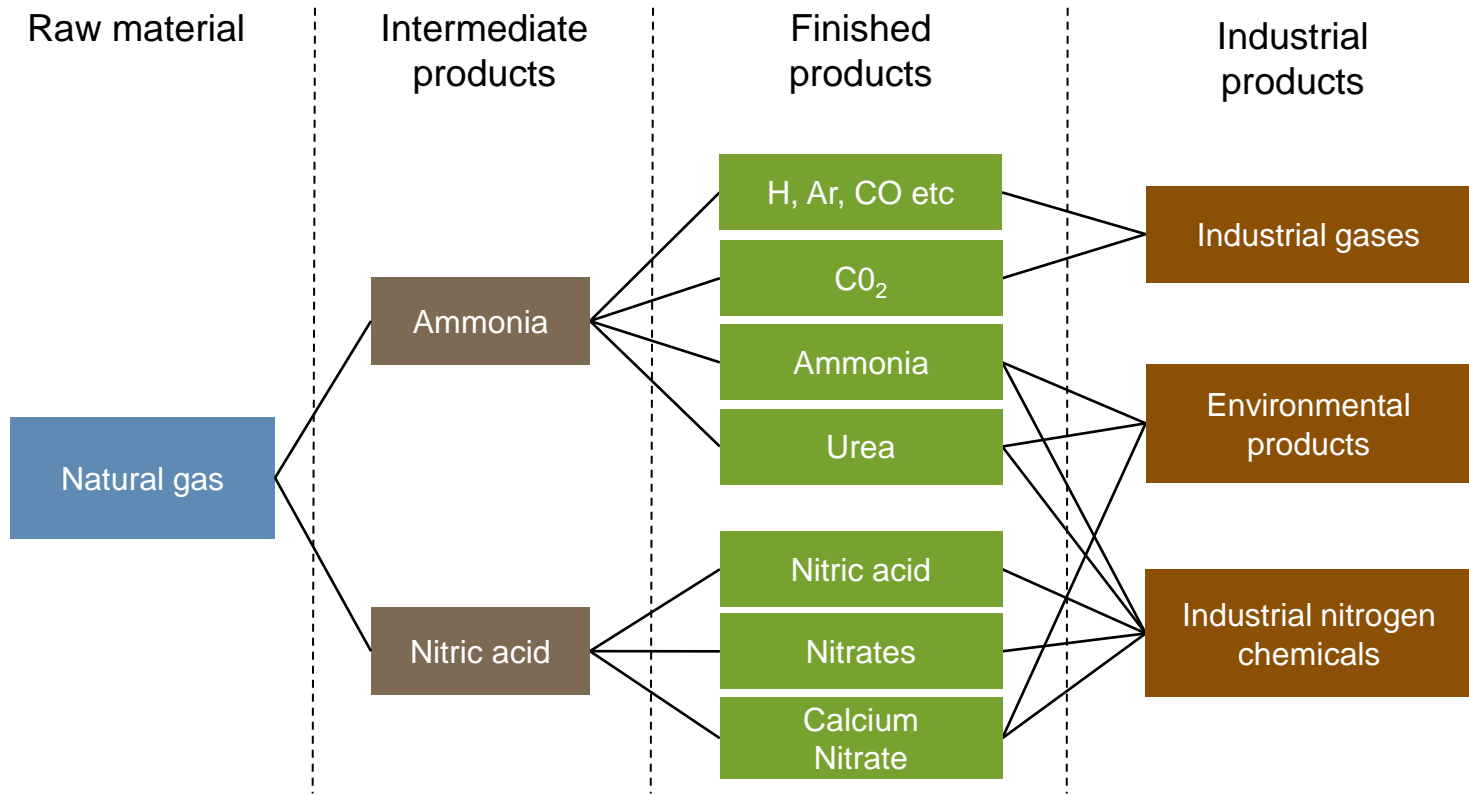 Raw material
Intermediate
products
Finished
products
Industrial
products
H, Ar, CO etc
C0₂
Ammonia
Urea
Nitric acid
Nitrates
Calcium
Nitrate
Ammonia
Nitric acid
Natural gas
Industrial gases
Environmental
products
Industrial nitrogen
chemicals